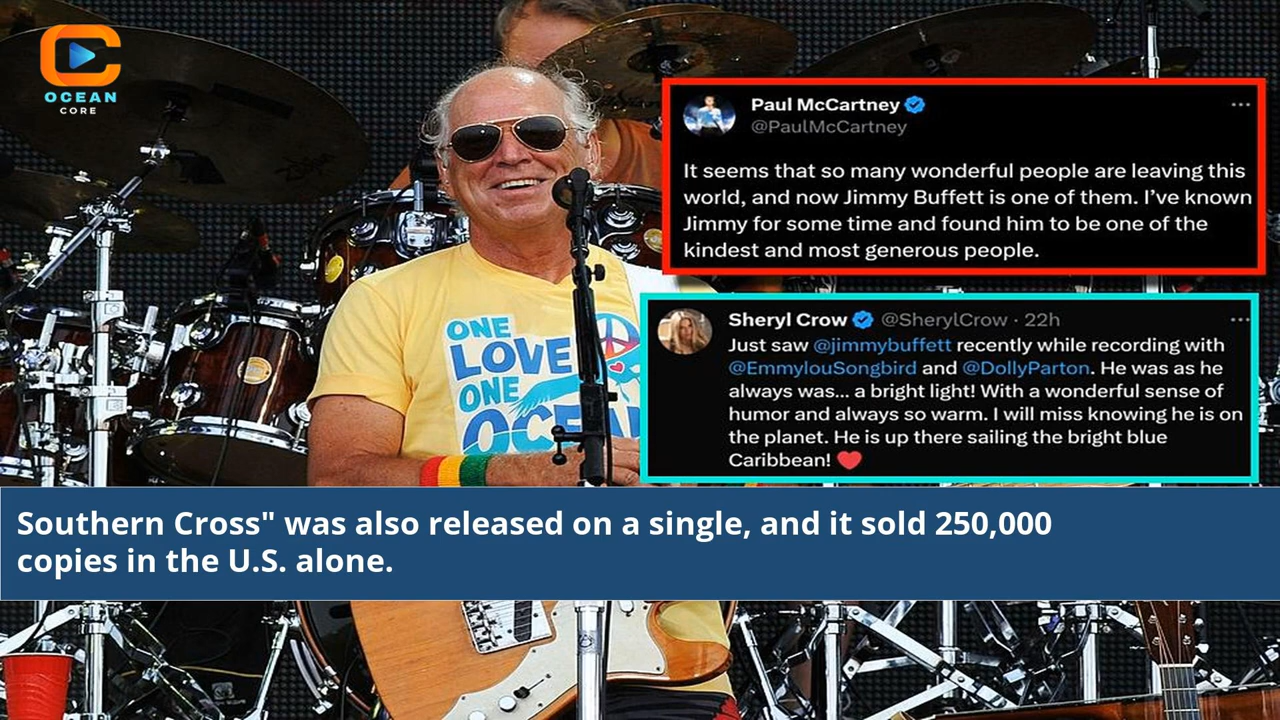 OCEAN
CORE
Paul McCartney
@PaulMcCartney
It seems that so many wonderful people are leaving this
world, and now Jimmy Buffett is one of them. I've known
Jimmy for some time and found him to be one of the
kindest and most generous people.
Sheryl Crow @SherylCrow · 22h
Just saw @jimmybuffett recently while recording with
@EmmylouSongbird and @DollyParton. He was as he
always was... a bright light! With a wonderful sense of
humor and always so warm. I will miss knowing he is on
the planet. He is up there sailing the bright blue
Caribbean! ❤️
ONE
LOVE
ONE
OCEAN
Southern Cross" was also released on a single, and it sold 250,000
copies in the U.S. alone.